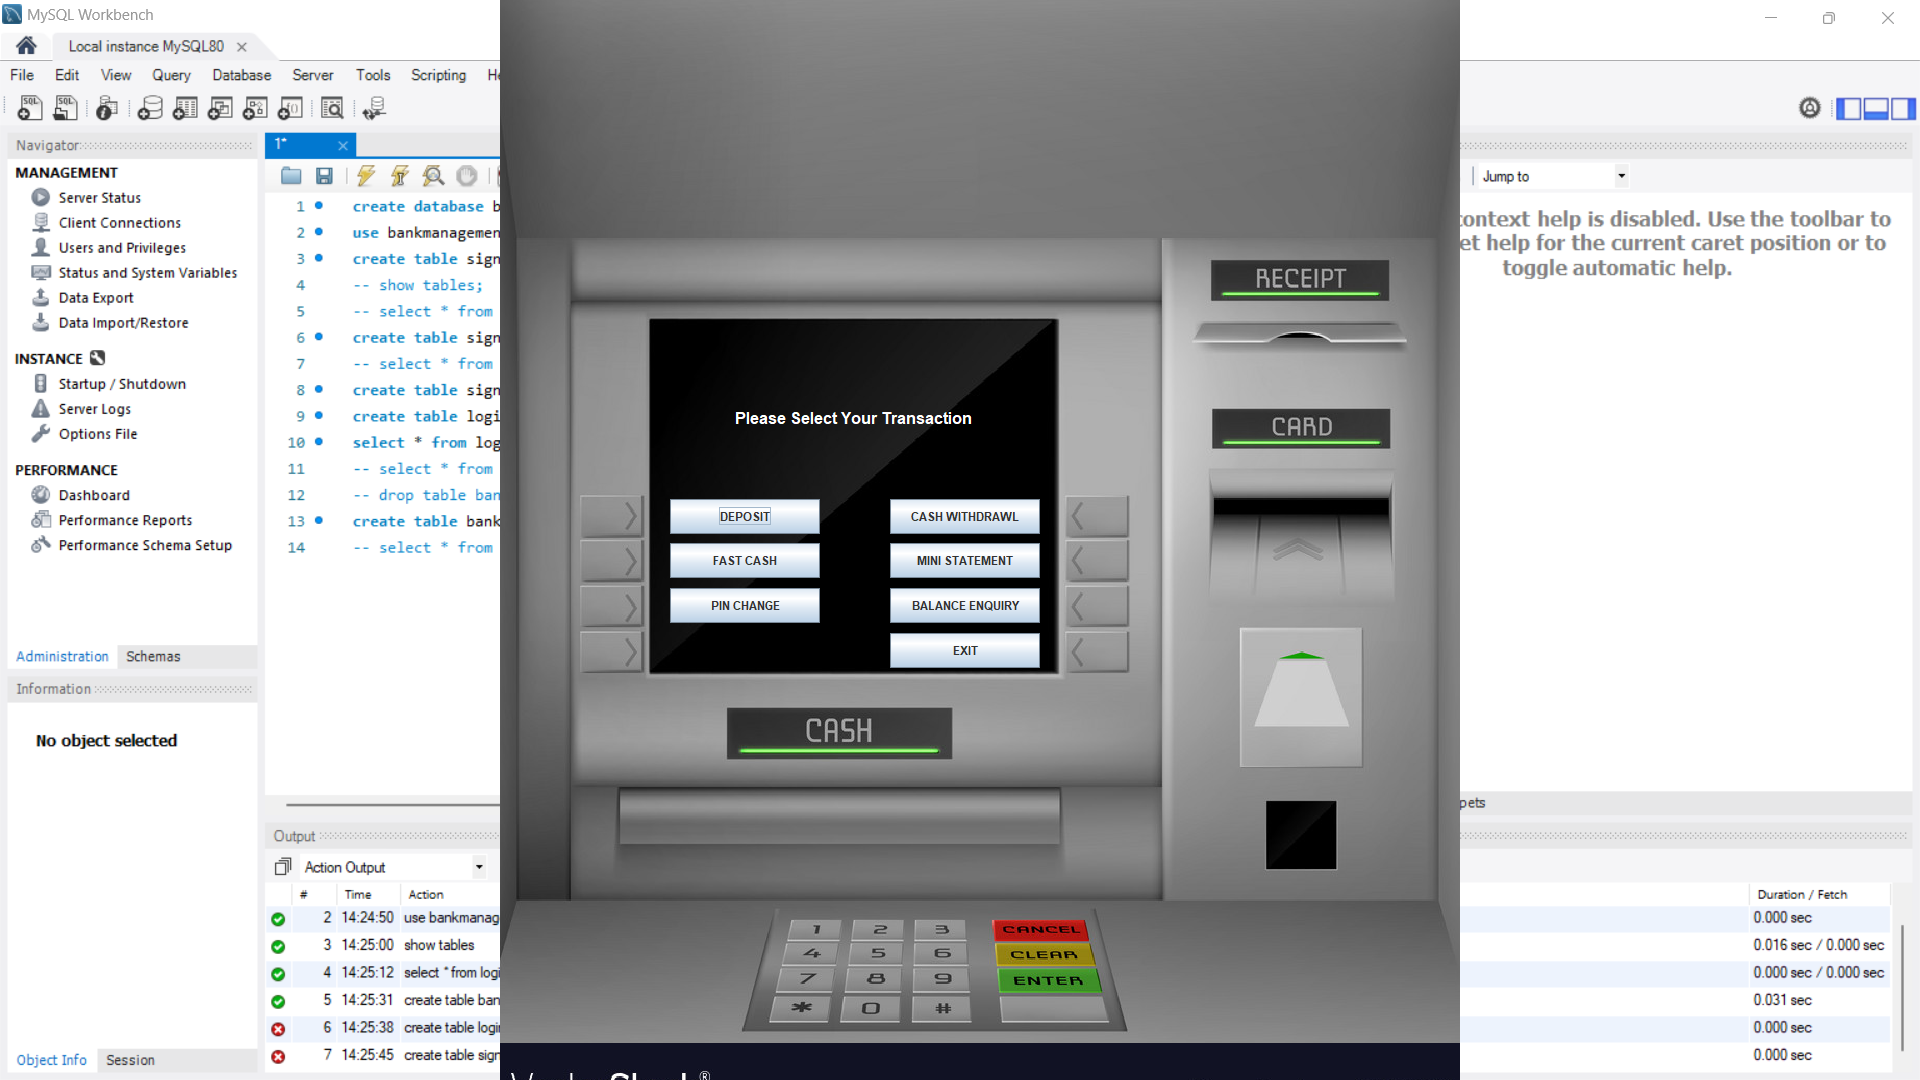 MySQL Workbench
Local instance MySQL80
File Edit View Query Database Server Tools Scripting
Navigator
MANAGEMENT
Server Status
Client Connections
Users and Privileges
Status and System Variables
Data Export
Data Import/Restore
INSTANCE
Startup / Shutdown
Server Logs
Options File
PERFORMANCE
Dashboard
Performance Reports
Performance Schema Setup
Administration Schemas
Information
No object selected
Object Info Session
1*
1 create database b
2 use bankmanagemen
3 create table sign
4 -- show tables;
5 -- select * from
6 create table sign
7 -- select * from
8 create table sign
9 create table logi
10 select * from log
11 -- select * from
12 -- drop table ban
13 create table bank
14 -- select * from
Output
Action Output
# Time Action
2 14:24:50 use bankmanag
3 14:25:00 show tables
4 14:25:12 select * from logi
5 14:25:31 create table ban
6 14:25:38 create table logi
7 14:25:45 create table sign
Please Select Your Transaction
DEPOSIT CASH WITHDRAWL
FAST CASH MINI STATEMENT
PIN CHANGE BALANCE ENQUIRY
EXIT
CASH
RECEIPT
CARD
1 2 3 CANCEL
4 5 6 CLEAR
7 8 9 ENTER
* 0 #
Jump to
context help is disabled. Use the toolbar to
et help for the current caret position or to
toggle automatic help.
pets
Duration / Fetch
0.000 sec
0.016 sec / 0.000 sec
0.000 sec / 0.000 sec
0.031 sec
0.000 sec
0.000 sec